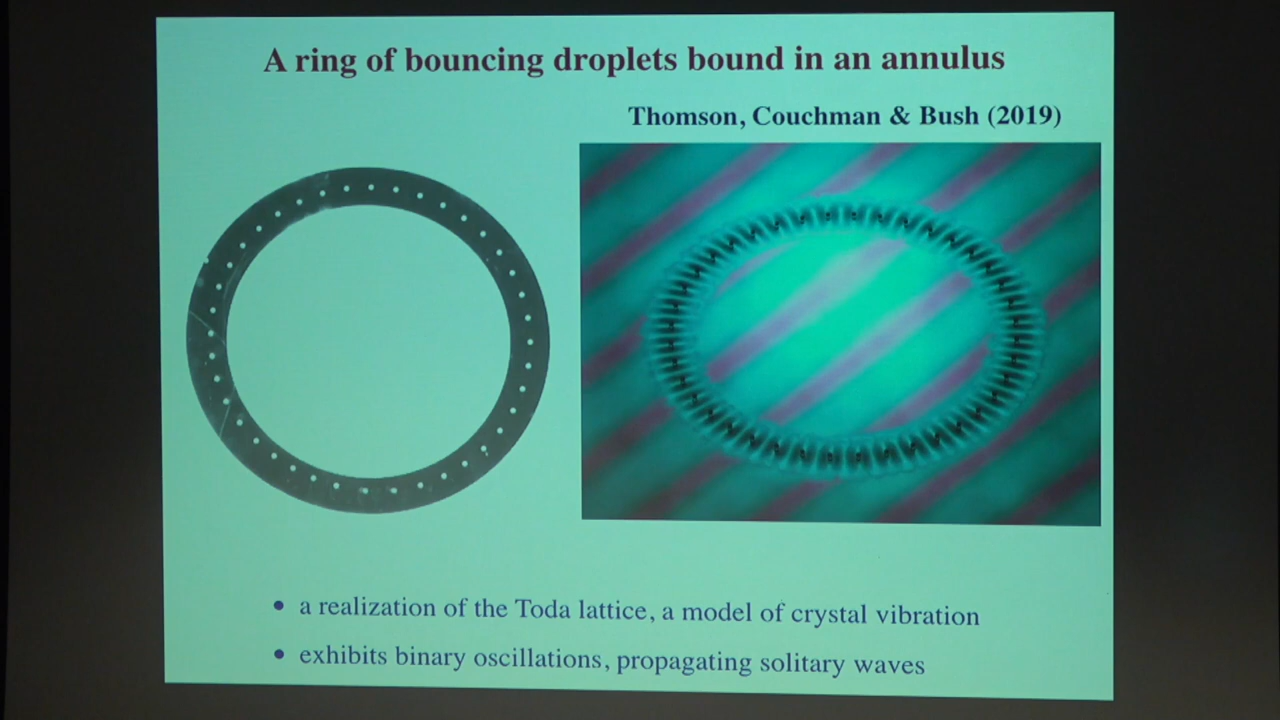 A ring of bouncing droplets bound in an annulus
Thomson, Couchman & Bush (2019)
• a realization of the Toda lattice, a model of crystal vibration
• exhibits binary oscillations, propagating solitary waves